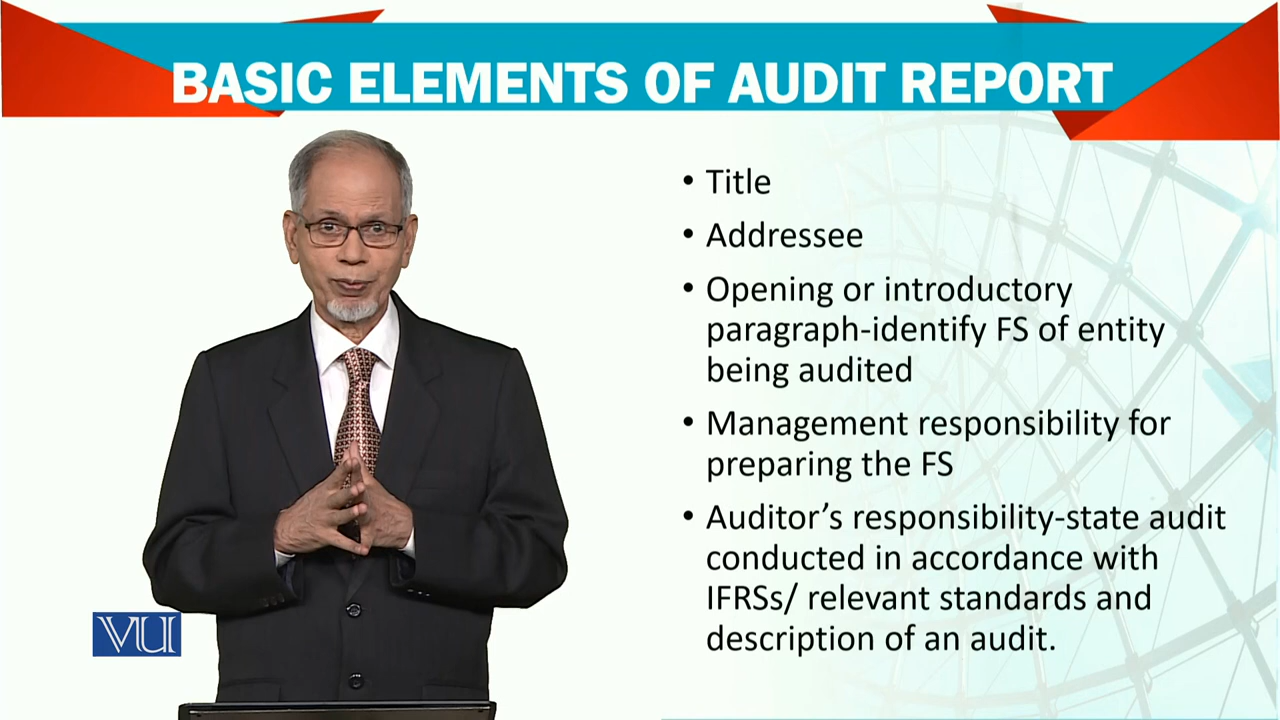 BASIC ELEMENTS OF AUDIT REPORT
• Title
• Addressee
• Opening or introductory
paragraph-identify FS of entity
being audited
• Management responsibility for
preparing the FS
• Auditor’s responsibility-state audit
conducted in accordance with
IFRSs/ relevant standards and
description of an audit.
VU